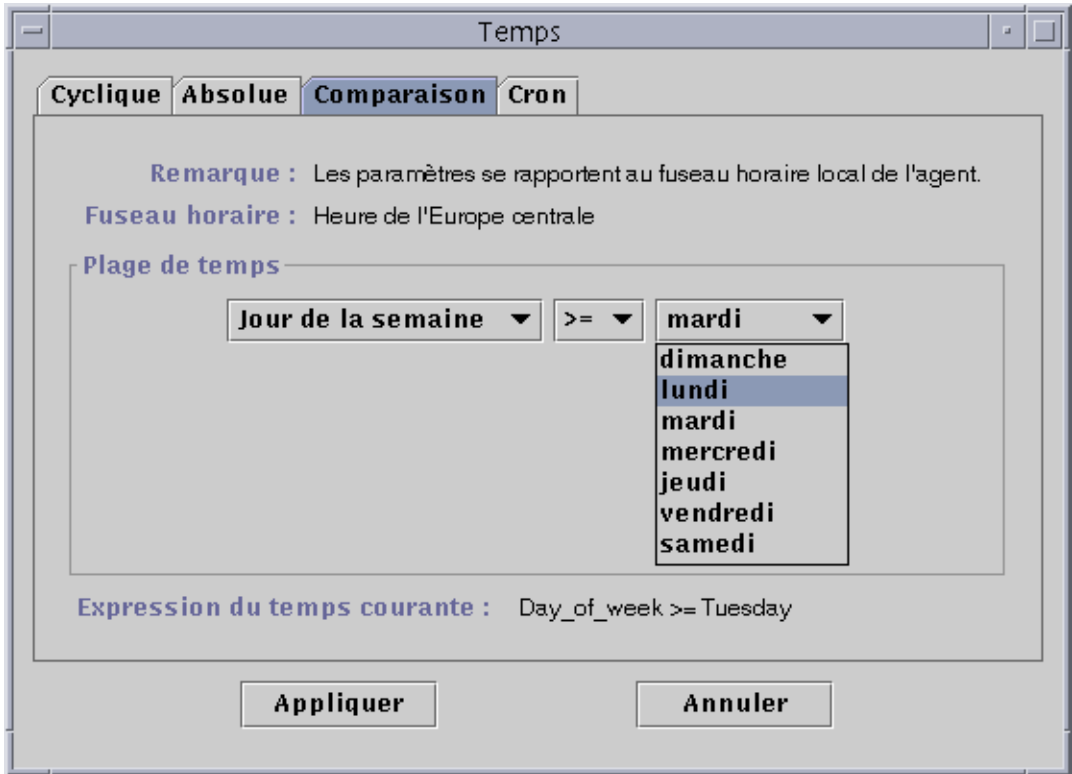 Temps
Cyclique Absolue Comparaison Cron
Remarque : Les paramètres se rapportent au fuseau horaire local de l'agent.
Fuseau horaire : Heure de l'Europe centrale
Plage de temps
Jour de la semaine >= mardi
dimanche
lundi
mardi
mercredi
jeudi
vendredi
samedi
Expression du temps courante : Day_of_week >= Tuesday
Appliquer Annuler